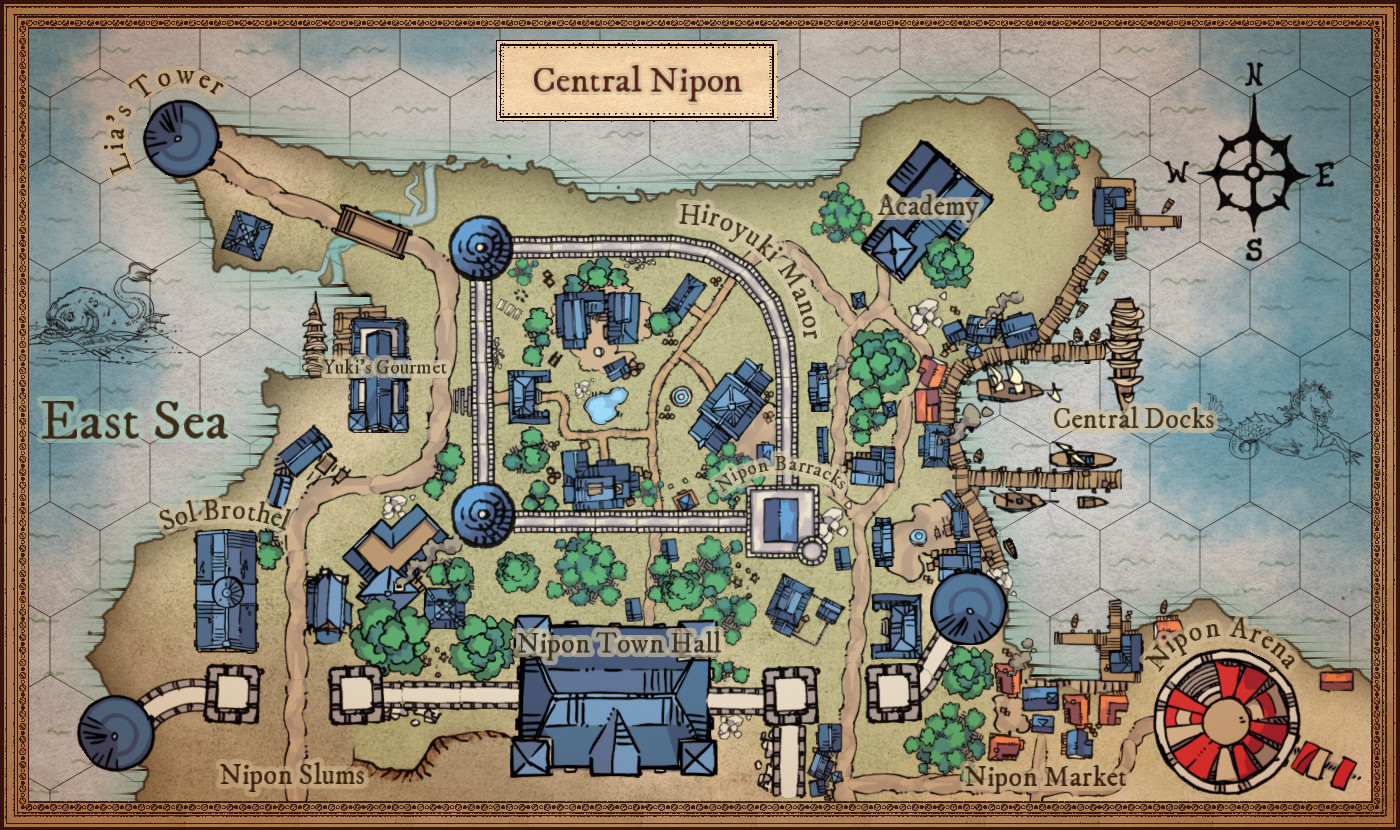 Central Nipon
Lia's Tower
N
W
E
S
Hiroyuki Manor
Academy
Yuki's Gourmet
East Sea
Central Docks
Nipon Barracks
Sol Brothel
Nipon Town Hall
Nipon Arena
Nipon Slums
Nipon Market